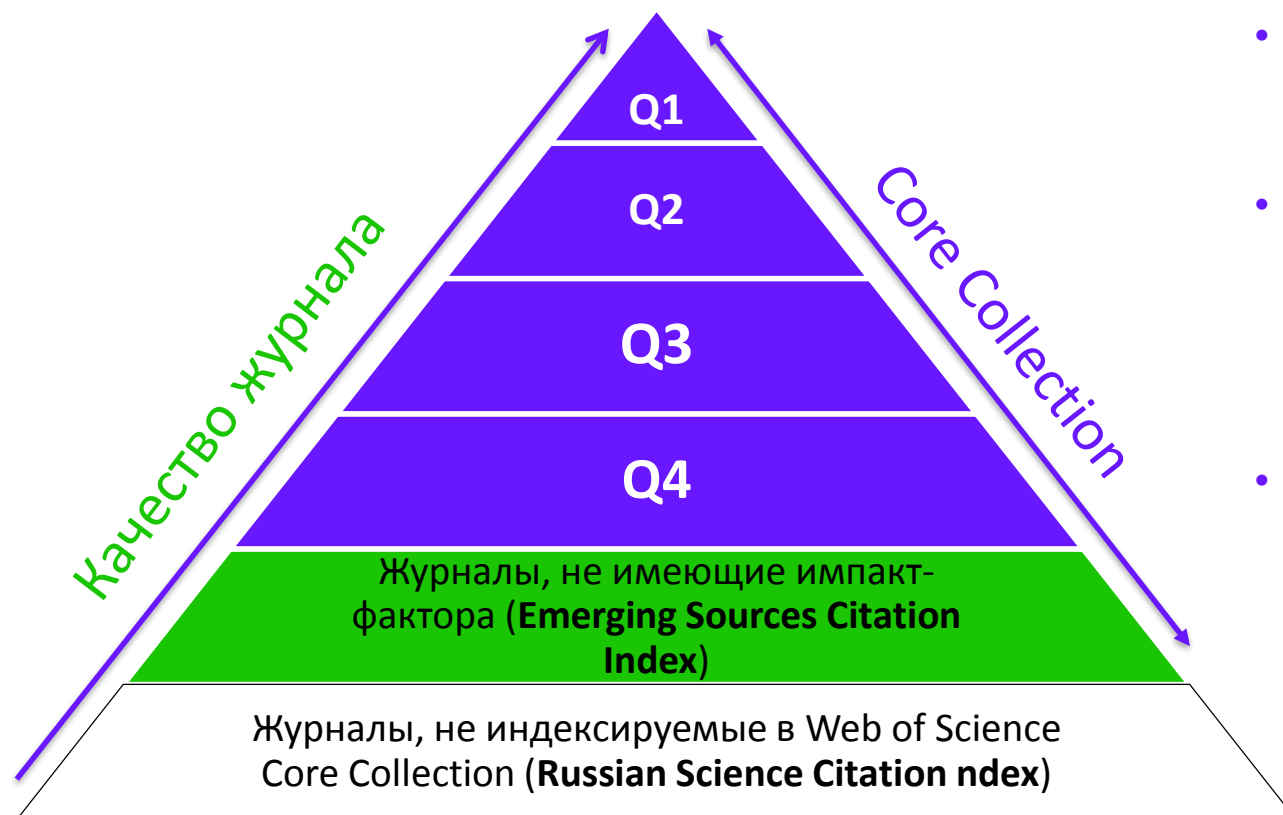 Q1
Q2
Q3
Q4
Качество журнала
Core Collection
Журналы, не имеющие импакт-
фактора (Emerging Sources Citation
Index)
Журналы, не индексируемые в Web of Science
Core Collection (Russian Science Citation ndex)